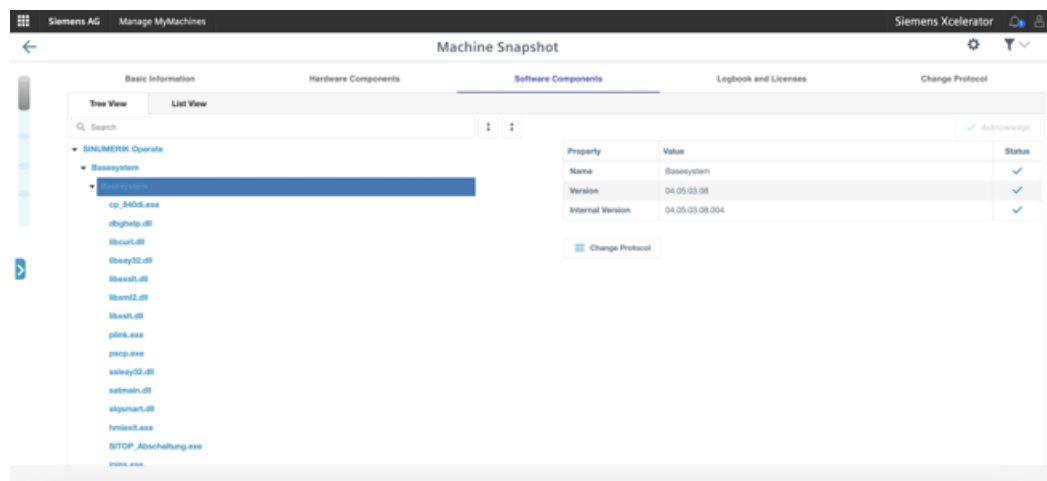 Siemens AG Manage MyMachines Siemens Xcelerator
Machine Snapshot
Basic Information Hardware Components Software Components Logbook and Licenses Change Protocol
Tree View List View
Search Acknowledge
SINUMERIK Operate
Basesystem
Basesystem
cp_840di.exe
dbghelp.dll
libcurl.dll
libeay32.dll
libexslt.dll
libxml2.dll
libxslt.dll
plink.exe
pscp.exe
ssleay32.dll
satmain.dll
slqsmart.dll
hmiexit.exe
SITOP_Abschaltung.exe
Property Value Status
Name Basesystem
Version 04.05.03.08
Internal Version 04.05.03.08.004
Change Protocol